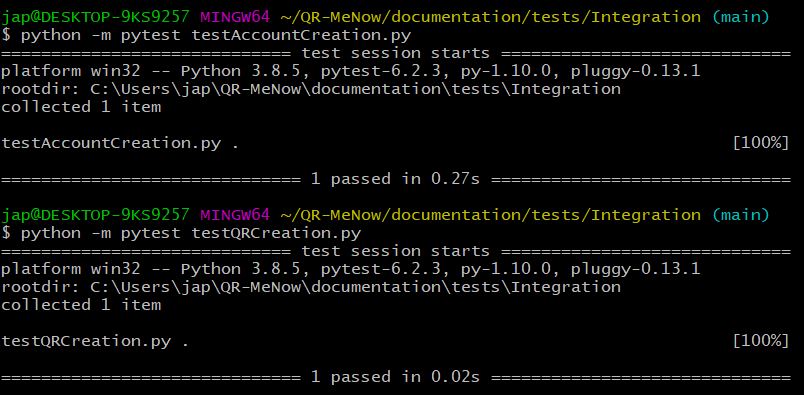 jap@DESKTOP-9KS9257 MINGW64 ~/QR-MeNow/documentation/tests/Integration (main)
$ python -m pytest testAccountCreation.py
============================= test session starts =============================
platform win32 -- Python 3.8.5, pytest-6.2.3, py-1.10.0, pluggy-0.13.1
rootdir: C:\Users\jap\QR-MeNow\documentation\tests\Integration
collected 1 item
testAccountCreation.py . [100%]
============================== 1 passed in 0.27s ==============================
jap@DESKTOP-9KS9257 MINGW64 ~/QR-MeNow/documentation/tests/Integration (main)
$ python -m pytest testQRCreation.py
============================= test session starts =============================
platform win32 -- Python 3.8.5, pytest-6.2.3, py-1.10.0, pluggy-0.13.1
rootdir: C:\Users\jap\QR-MeNow\documentation\tests\Integration
collected 1 item
testQRCreation.py . [100%]
============================== 1 passed in 0.02s ==============================